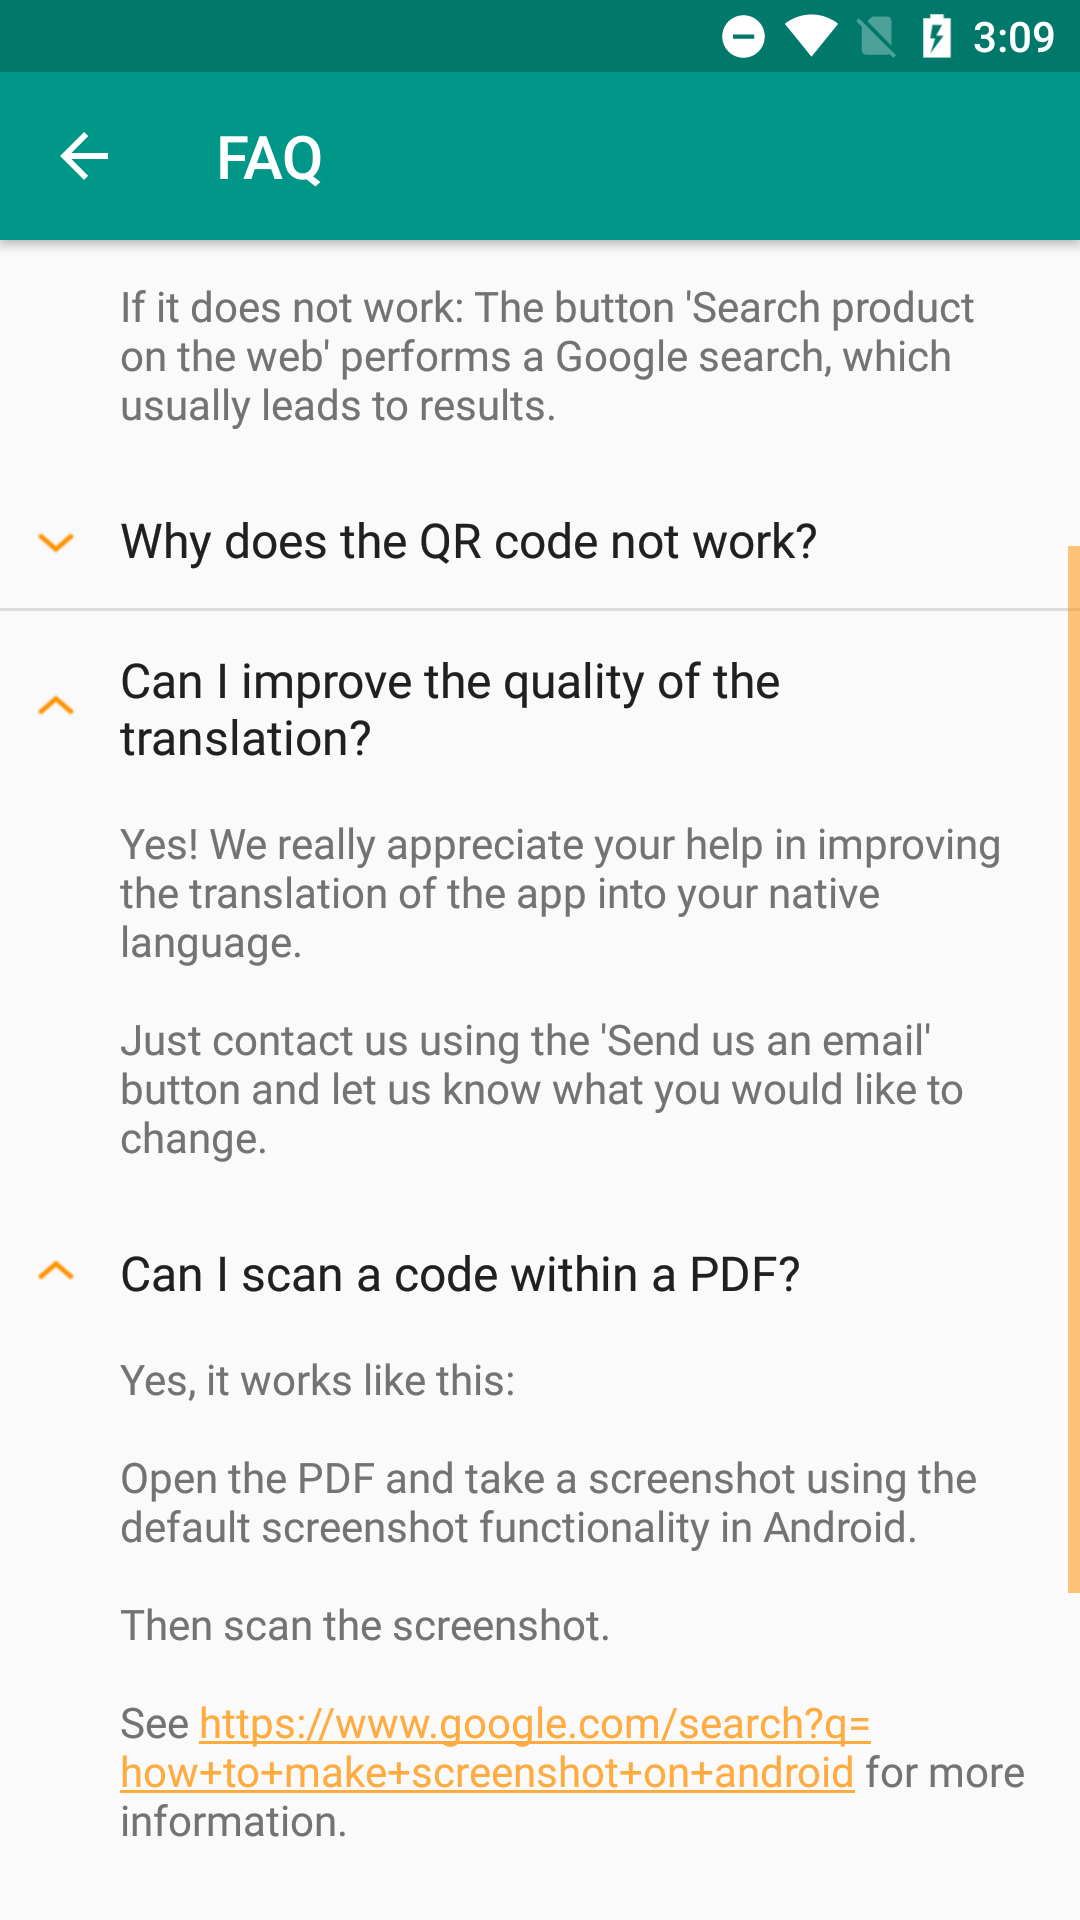 3:09
FAQ
If it does not work: The button 'Search product
on the web' performs a Google search, which
usually leads to results.
Why does the QR code not work?
Can I improve the quality of the
translation?
Yes! We really appreciate your help in improving
the translation of the app into your native
language.
Just contact us using the 'Send us an email'
button and let us know what you would like to
change.
Can I scan a code within a PDF?
Yes, it works like this:
Open the PDF and take a screenshot using the
default screenshot functionality in Android.
Then scan the screenshot.
See https://www.google.com/search?q=
how+to+make+screenshot+on+android for more
information.